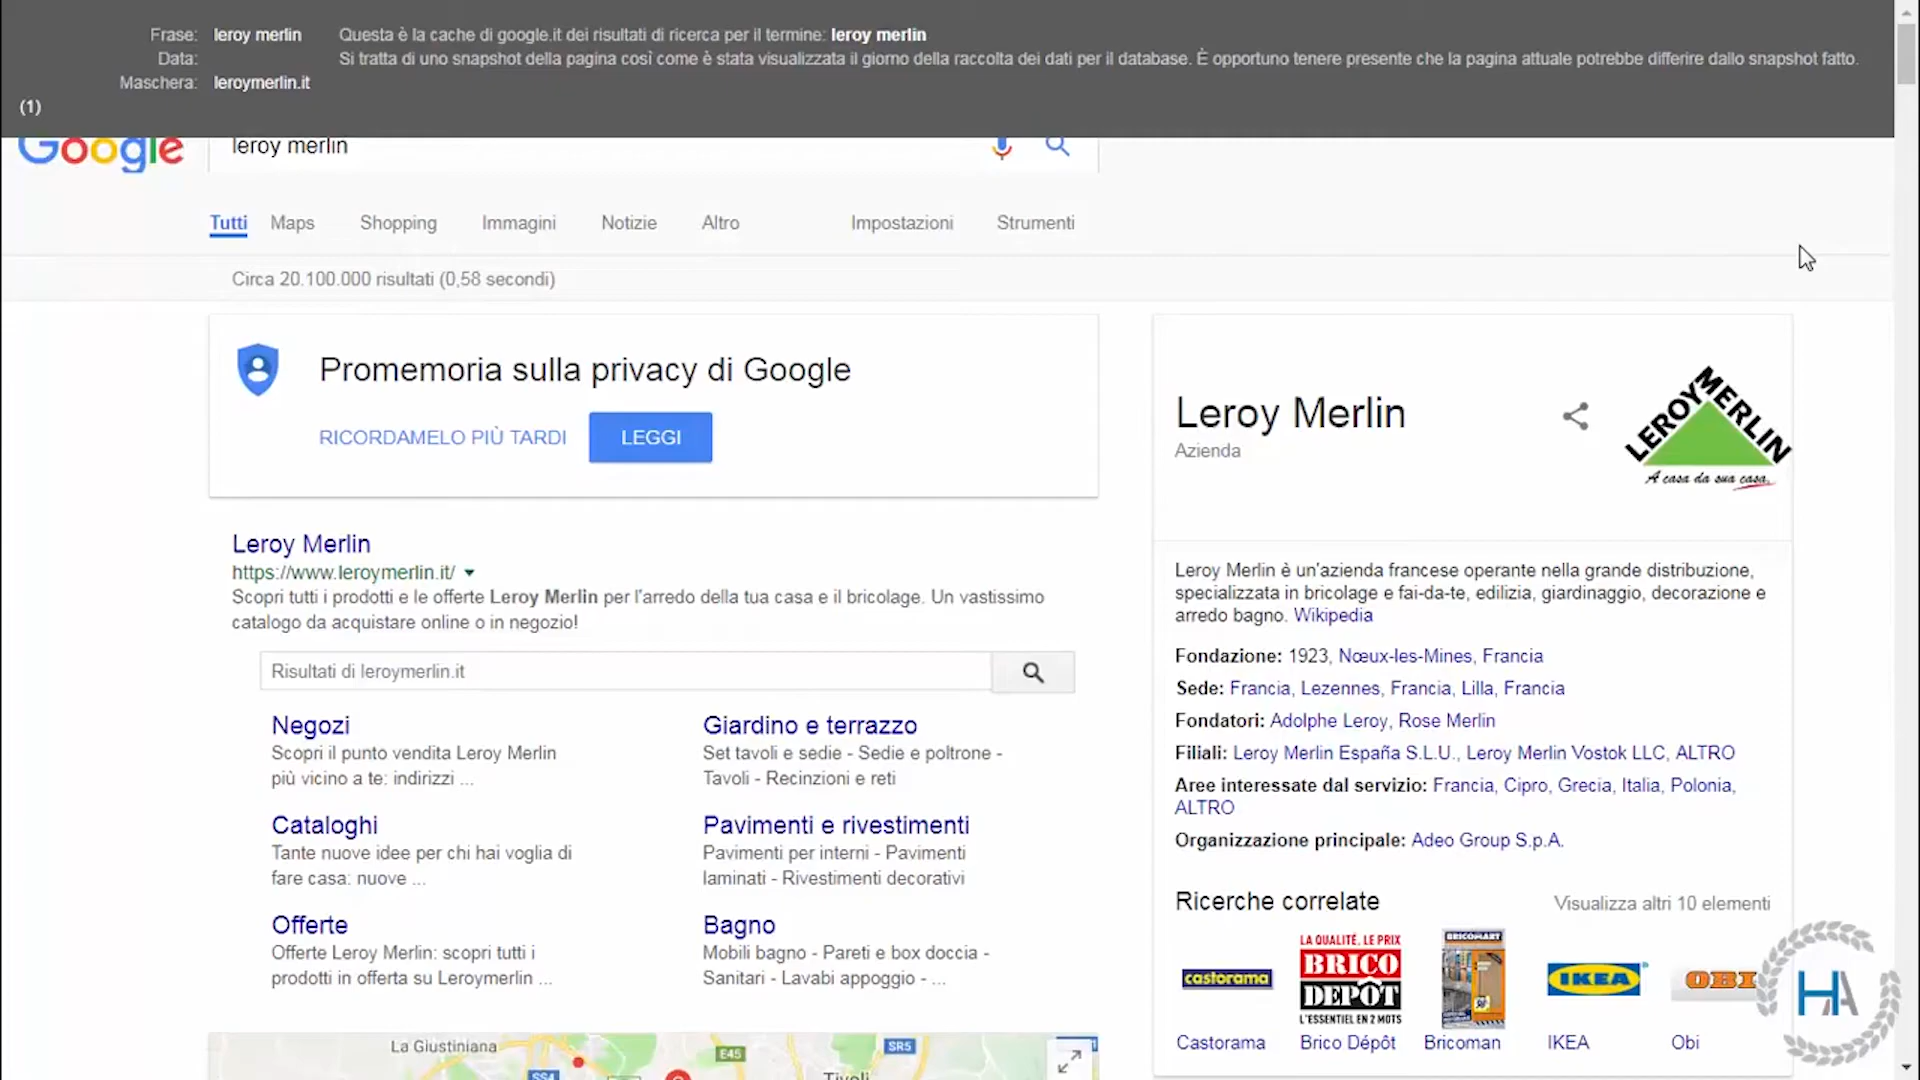 Frase: leroy merlin
Questa è la cache di google.it dei risultati di ricerca per il termine: leroy merlin
Data:
Si tratta di uno snapshot della pagina così come è stata visualizzata il giorno della raccolta dei dati per il database. È opportuno tenere presente che la pagina attuale potrebbe differire dallo snapshot fatto.
Maschera: leroymerlin.it
(1)
Google
leroy merlin
Tutti Maps Shopping Immagini Notizie Altro Impostazioni Strumenti
Circa 20.100.000 risultati (0,58 secondi)
Promemoria sulla privacy di Google
RICORDAMELO PIÙ TARDI LEGGI
Leroy Merlin
https://www.leroymerlin.it/
Scopri tutti i prodotti e le offerte Leroy Merlin per l'arredo della tua casa e il bricolage. Un vastissimo
catalogo da acquistare online o in negozio!
Risultati di leroymerlin.it
Negozi
Scopri il punto vendita Leroy Merlin
più vicino a te: indirizzi ...
Giardino e terrazzo
Set tavoli e sedie - Sedie e poltrone -
Tavoli - Recinzioni e reti
Cataloghi
Tante nuove idee per chi hai voglia di
fare casa: nuove ...
Pavimenti e rivestimenti
Pavimenti per interni - Pavimenti
laminati - Rivestimenti decorativi
Offerte
Offerte Leroy Merlin: scopri tutti i
prodotti in offerta su Leroymerlin ...
Bagno
Mobili bagno - Pareti e box doccia -
Sanitari - Lavabi appoggio - ...
La Giustiniana
E45
SR5
SS4
Tivoli
Leroy Merlin
Azienda
LEROY MERLIN
A casa da sua casa.
Leroy Merlin è un'azienda francese operante nella grande distribuzione,
specializzata in bricolage e fai-da-te, edilizia, giardinaggio, decorazione e
arredo bagno. Wikipedia
Fondazione: 1923, Nœux-les-Mines, Francia
Sede: Francia, Lezennes, Francia, Lilla, Francia
Fondatori: Adolphe Leroy, Rose Merlin
Filiali: Leroy Merlin España S.L.U., Leroy Merlin Vostok LLC, ALTRO
Aree interessate dal servizio: Francia, Cipro, Grecia, Italia, Polonia,
ALTRO
Organizzazione principale: Adeo Group S.p.A.
Ricerche correlate
Visualizza altri 10 elementi
castorama
LA QUALITÉ, LE PRIX
BRICO
DEPÔT
L'ESSENTIEL EN 2 MOTS
BRICOMART
IKEA
OBI
HA
Castorama Brico Dépôt Bricoman IKEA Obi